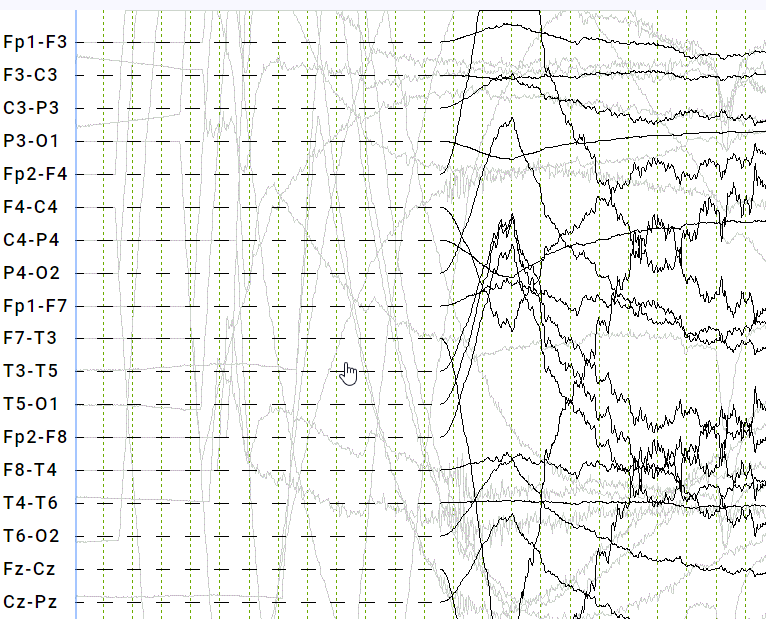 Fp1-F3
F3-C3
C3-P3
P3-O1
Fp2-F4
F4-C4
C4-P4
P4-O2
Fp1-F7
F7-T3
T3-T5
T5-O1
Fp2-F8
F8-T4
T4-T6
T6-O2
Fz-Cz
Cz-Pz